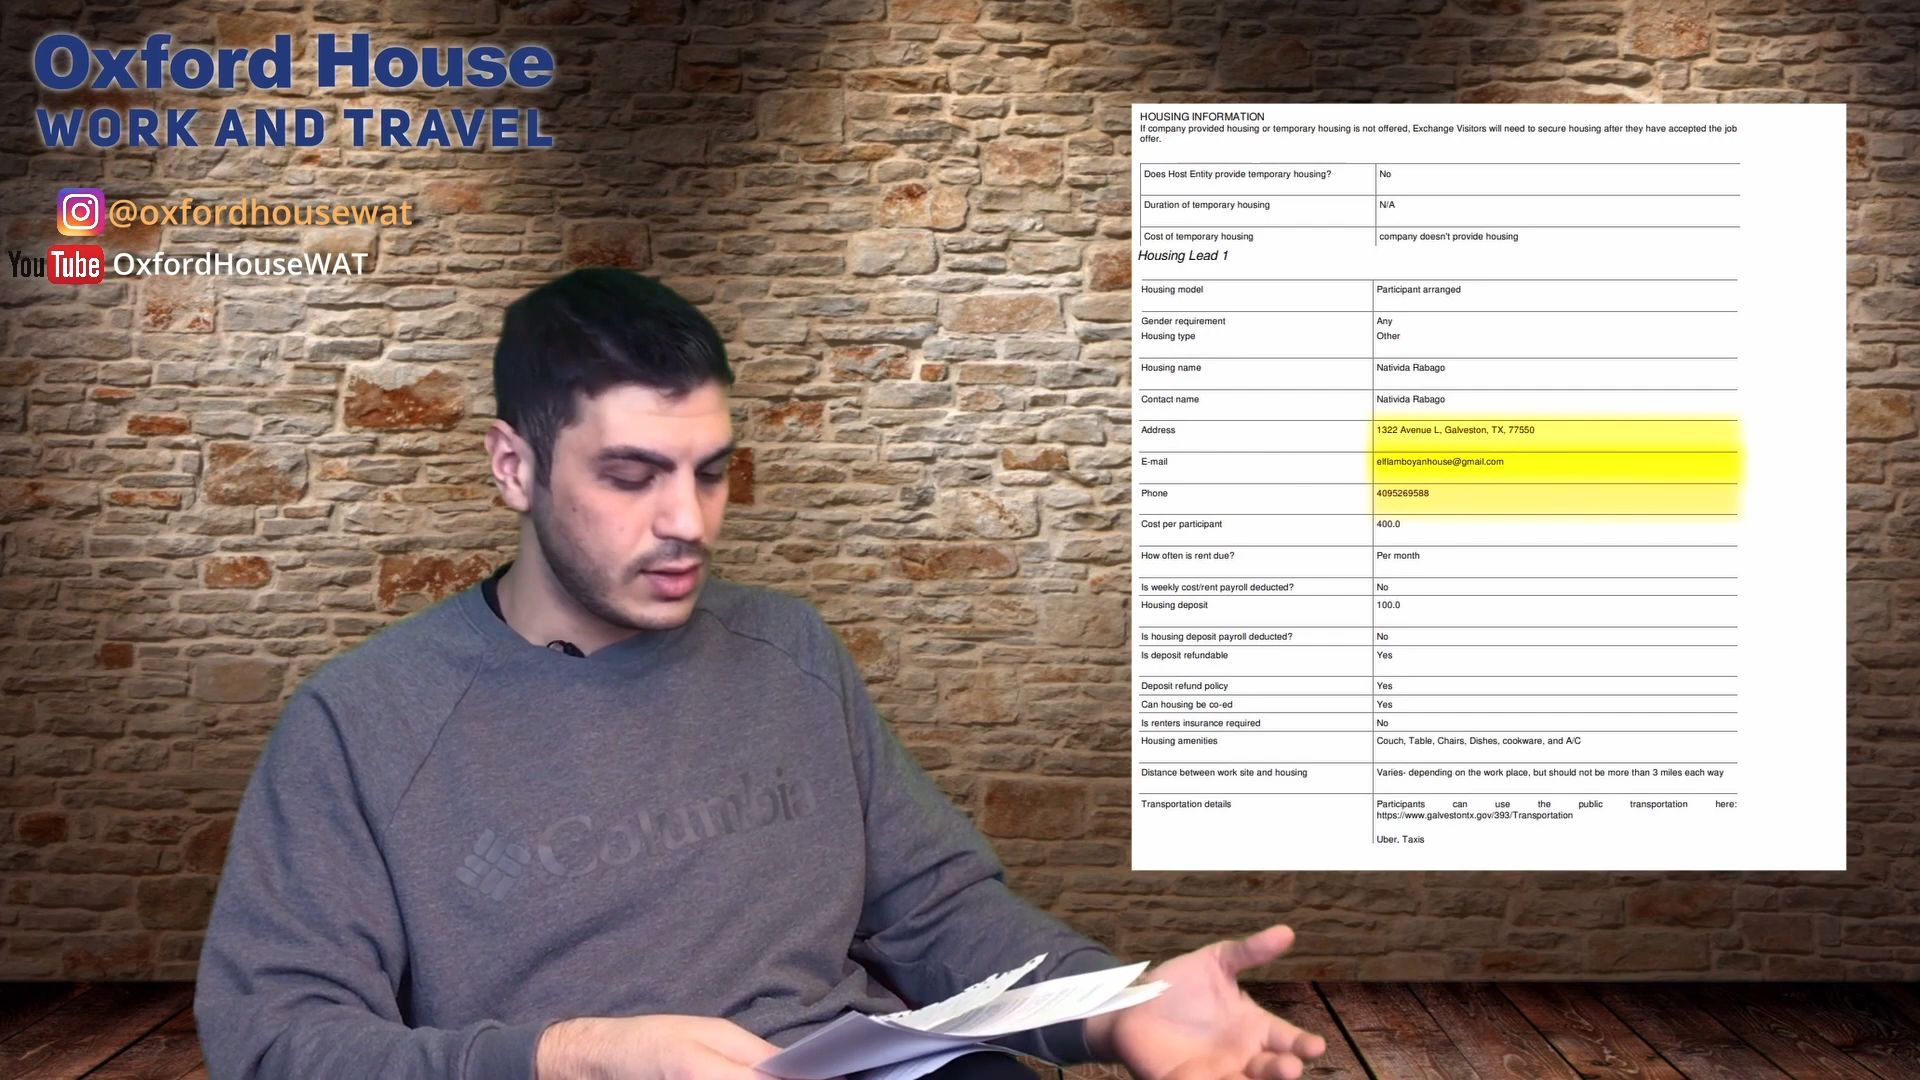 Oxford House
WORK AND TRAVEL
@oxfordhousewat
YouTube OxfordHouseWAT
Columbia
HOUSING INFORMATION
If company provided housing or temporary housing is not offered, Exchange Visitors will need to secure housing after they have accepted the job
offer.
Does Host Entity provide temporary housing? No
Duration of temporary housing N/A
Cost of temporary housing company doesn't provide housing
Housing Lead 1
Housing model Participant arranged
Gender requirement Any
Housing type Other
Housing name Nativida Rabago
Contact name Nativida Rabago
Address 1322 Avenue L, Galveston, TX, 77550
E-mail elflamboyanhouse@gmail.com
Phone 4095269588
Cost per participant 400.0
How often is rent due? Per month
Is weekly cost/rent payroll deducted? No
Housing deposit 100.0
Is housing deposit payroll deducted? No
Is deposit refundable Yes
Deposit refund policy Yes
Can housing be co-ed Yes
Is renters insurance required No
Housing amenities Couch, Table, Chairs, Dishes, cookware, and A/C
Distance between work site and housing Varies- depending on the work place, but should not be more than 3 miles each way
Transportation details Participants can use the public transportation here:
https://www.galvestontx.gov/393/Transportation
Uber, Taxis